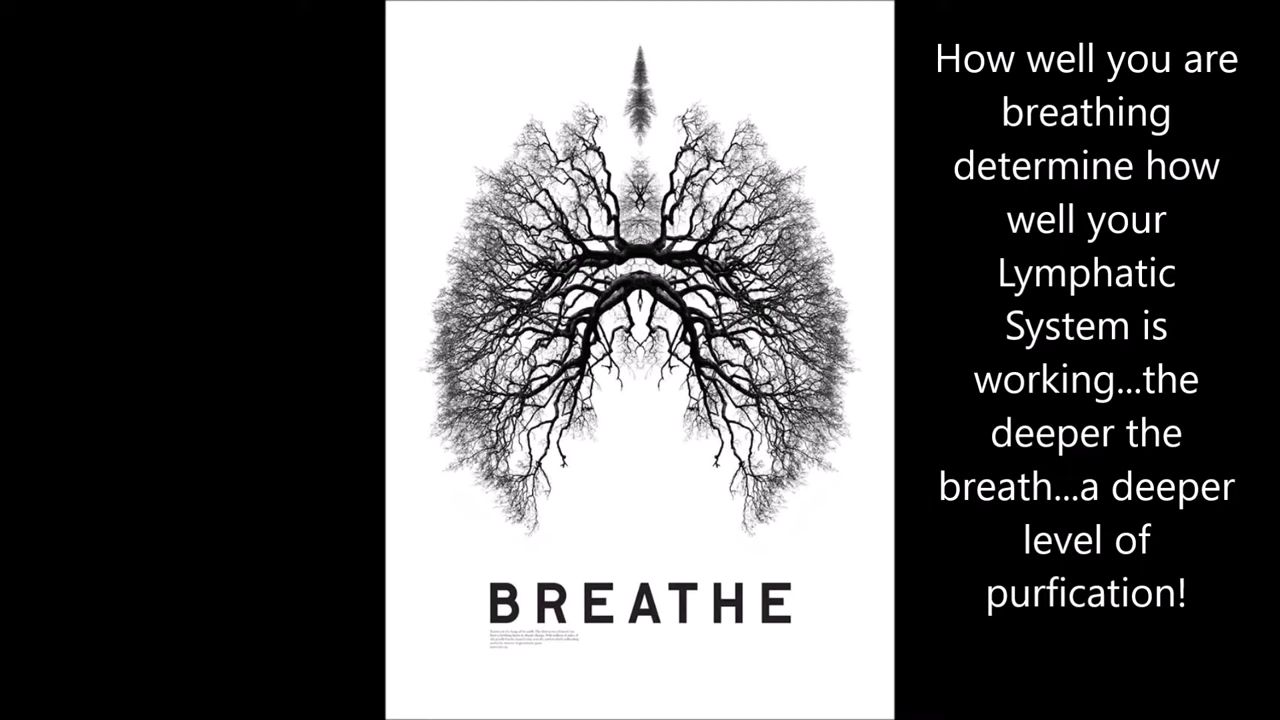 How well you are
breathing
determine how
well your
Lymphatic
System is
working...the
deeper the
breath...a deeper
level of
purfication!
BREATHE